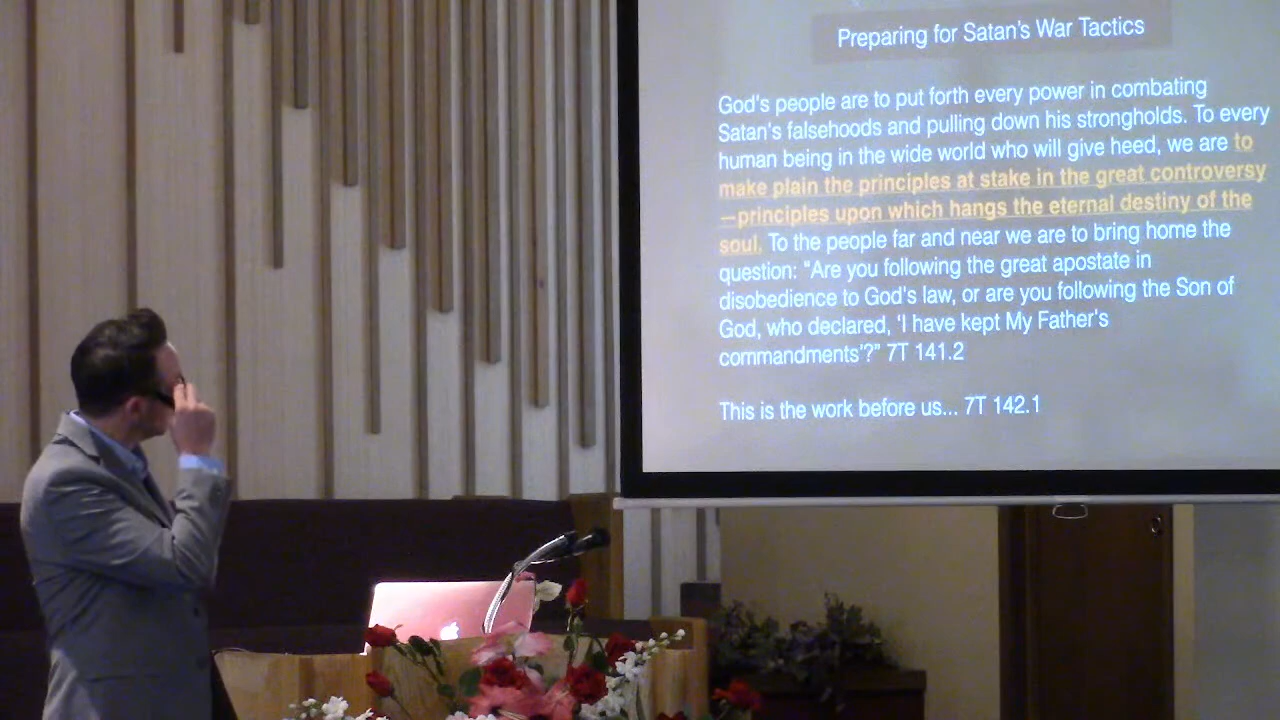 Preparing for Satan's War Tactics
God's people are to put forth every power in combating
Satan's falsehoods and pulling down his strongholds. To every
human being in the wide world who will give heed, we are to
make plain the principles at stake in the great controversy
—principles upon which hangs the eternal destiny of the
soul. To the people far and near we are to bring home the
question: "Are you following the great apostate in
disobedience to God's law, or are you following the Son of
God, who declared, 'I have kept My Father's
commandments'?" 7T 141.2
This is the work before us... 7T 142.1